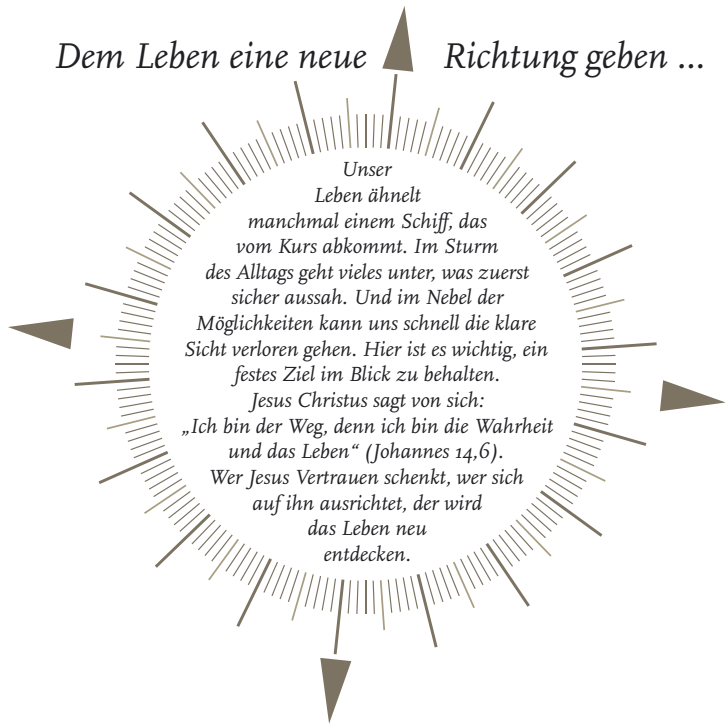 Dem Leben eine neue Richtung geben ...
Unser
Leben ähnelt
manchmal einem Schiff, das
vom Kurs abkommt. Im Sturm
des Alltags geht vieles unter, was zuerst
sicher aussah. Und im Nebel der
Möglichkeiten kann uns schnell die klare
Sicht verloren gehen. Hier ist es wichtig, ein
festes Ziel im Blick zu behalten.
Jesus Christus sagt von sich:
„Ich bin der Weg, denn ich bin die Wahrheit
und das Leben“ (Johannes 14,6).
Wer Jesus Vertrauen schenkt, wer sich
auf ihn ausrichtet, der wird
das Leben neu
entdecken.